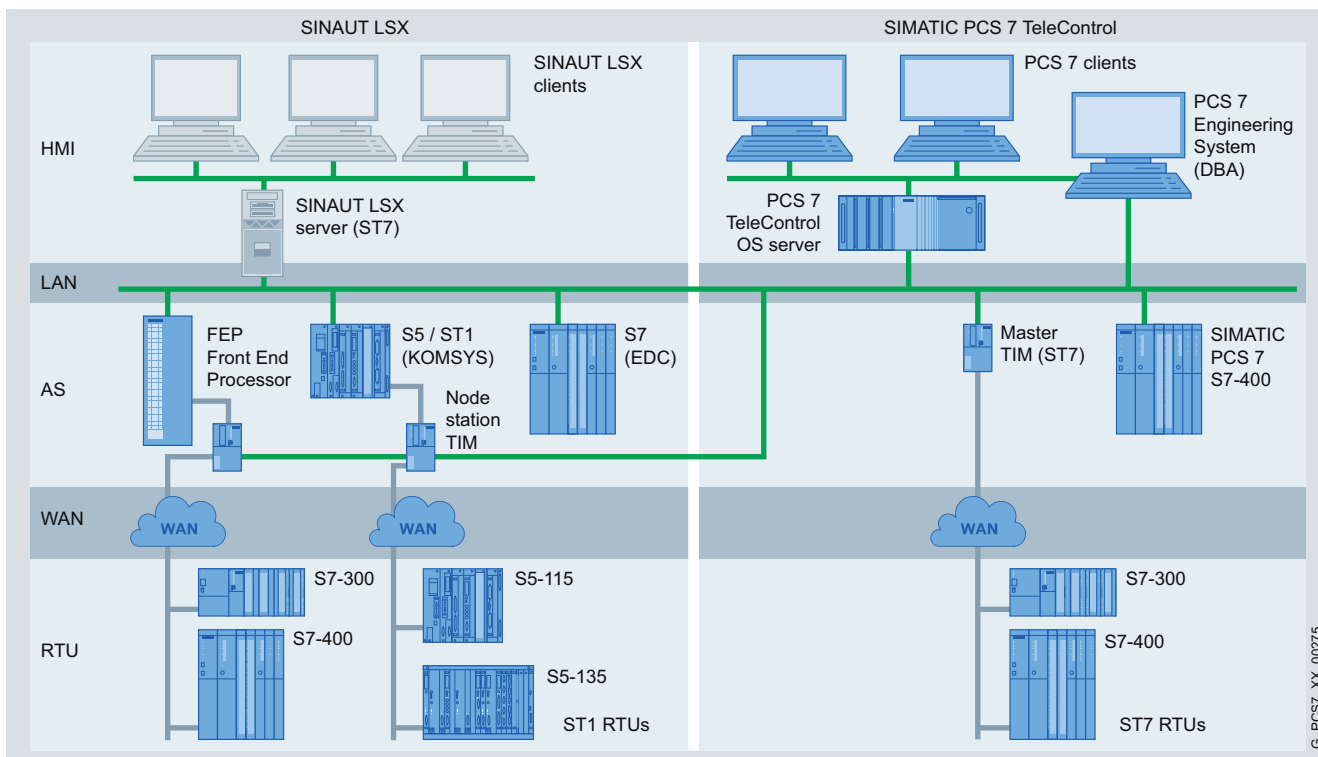 SINAUT LSX
SIMATIC PCS 7 TeleControl
HMI
SINAUT LSX
clients
PCS 7 clients
PCS 7
Engineering
System
(DBA)
SINAUT LSX
server (ST7)
PCS 7
TeleControl
OS server
LAN
AS
FEP
Front End
Processor
S5 / ST1
(KOMSYS)
S7
(EDC)
Node
station
TIM
Master
TIM (ST7)
SIMATIC
PCS 7
S7-400
WAN
WAN
WAN
WAN
RTU
S7-300
S7-400
S5-115
S5-135
ST1 RTUs
S7-300
S7-400
ST7 RTUs
G_PCS7_XX_00275